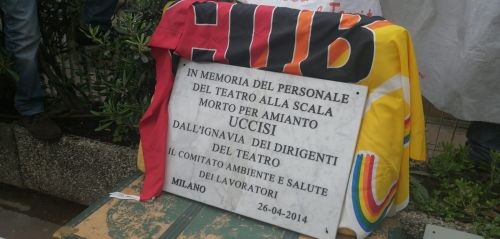 IN MEMORIA DEL PERSONALE
DEL TEATRO ALLA SCALA
MORTO PER AMIANTO
UCCISI
DALL'IGNAVIA DEI DIRIGENTI
DEL TEATRO
IL COMITATO AMBIENTE E SALUTE
DEI LAVORATORI
MILANO 26-04-2014